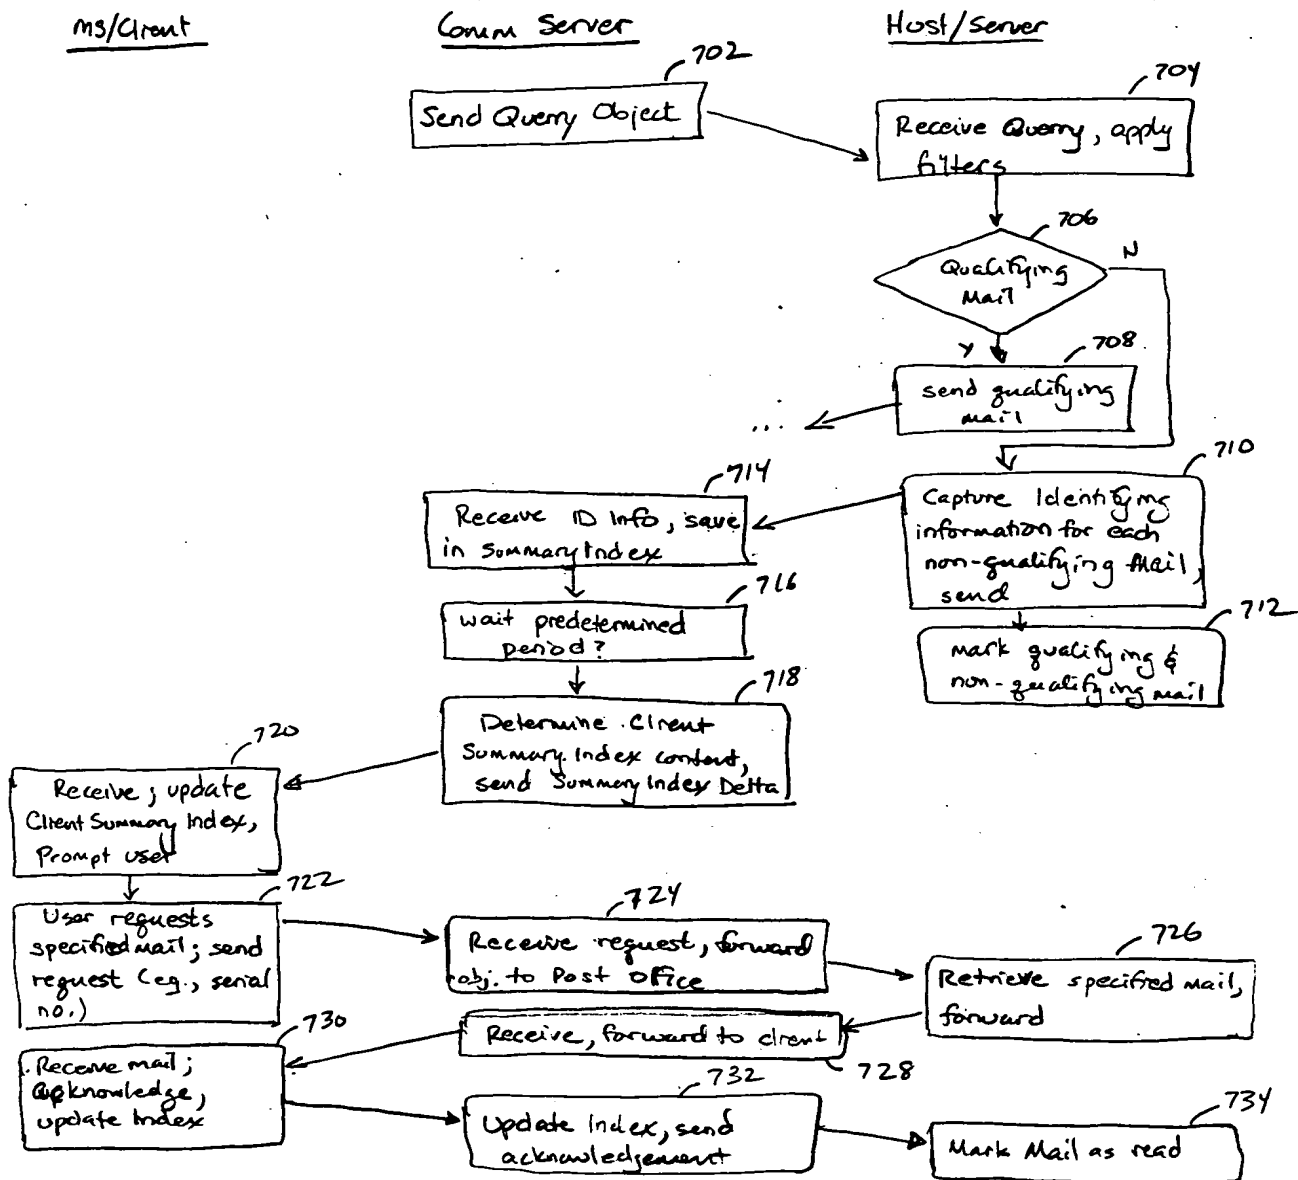 MS/Client
Comm Server
Host/Server
702
Send Query Object
704
Receive Query, apply
filters
706
Qualifying
Mail
N
Y
708
send qualifying
mail
...
710
Capture Identifying
information for each
non-qualifying Mail,
send
712
Mark qualifying &
non-qualifying mail
714
Receive ID Info, save
in Summary Index
716
wait predetermined
period?
718
Determine Client
Summary Index content,
send Summary Index Delta
720
Receive; update
Client Summary Index,
Prompt user
722
User requests
specified mail; send
request (eg., serial
no.)
724
Receive request, forward
obj. to Post Office
726
Retrieve specified mail,
forward
Receive, forward to client
728
730
Receive mail;
acknowledge,
update Index
732
Update Index, send
acknowledgement
734
Mark Mail as read